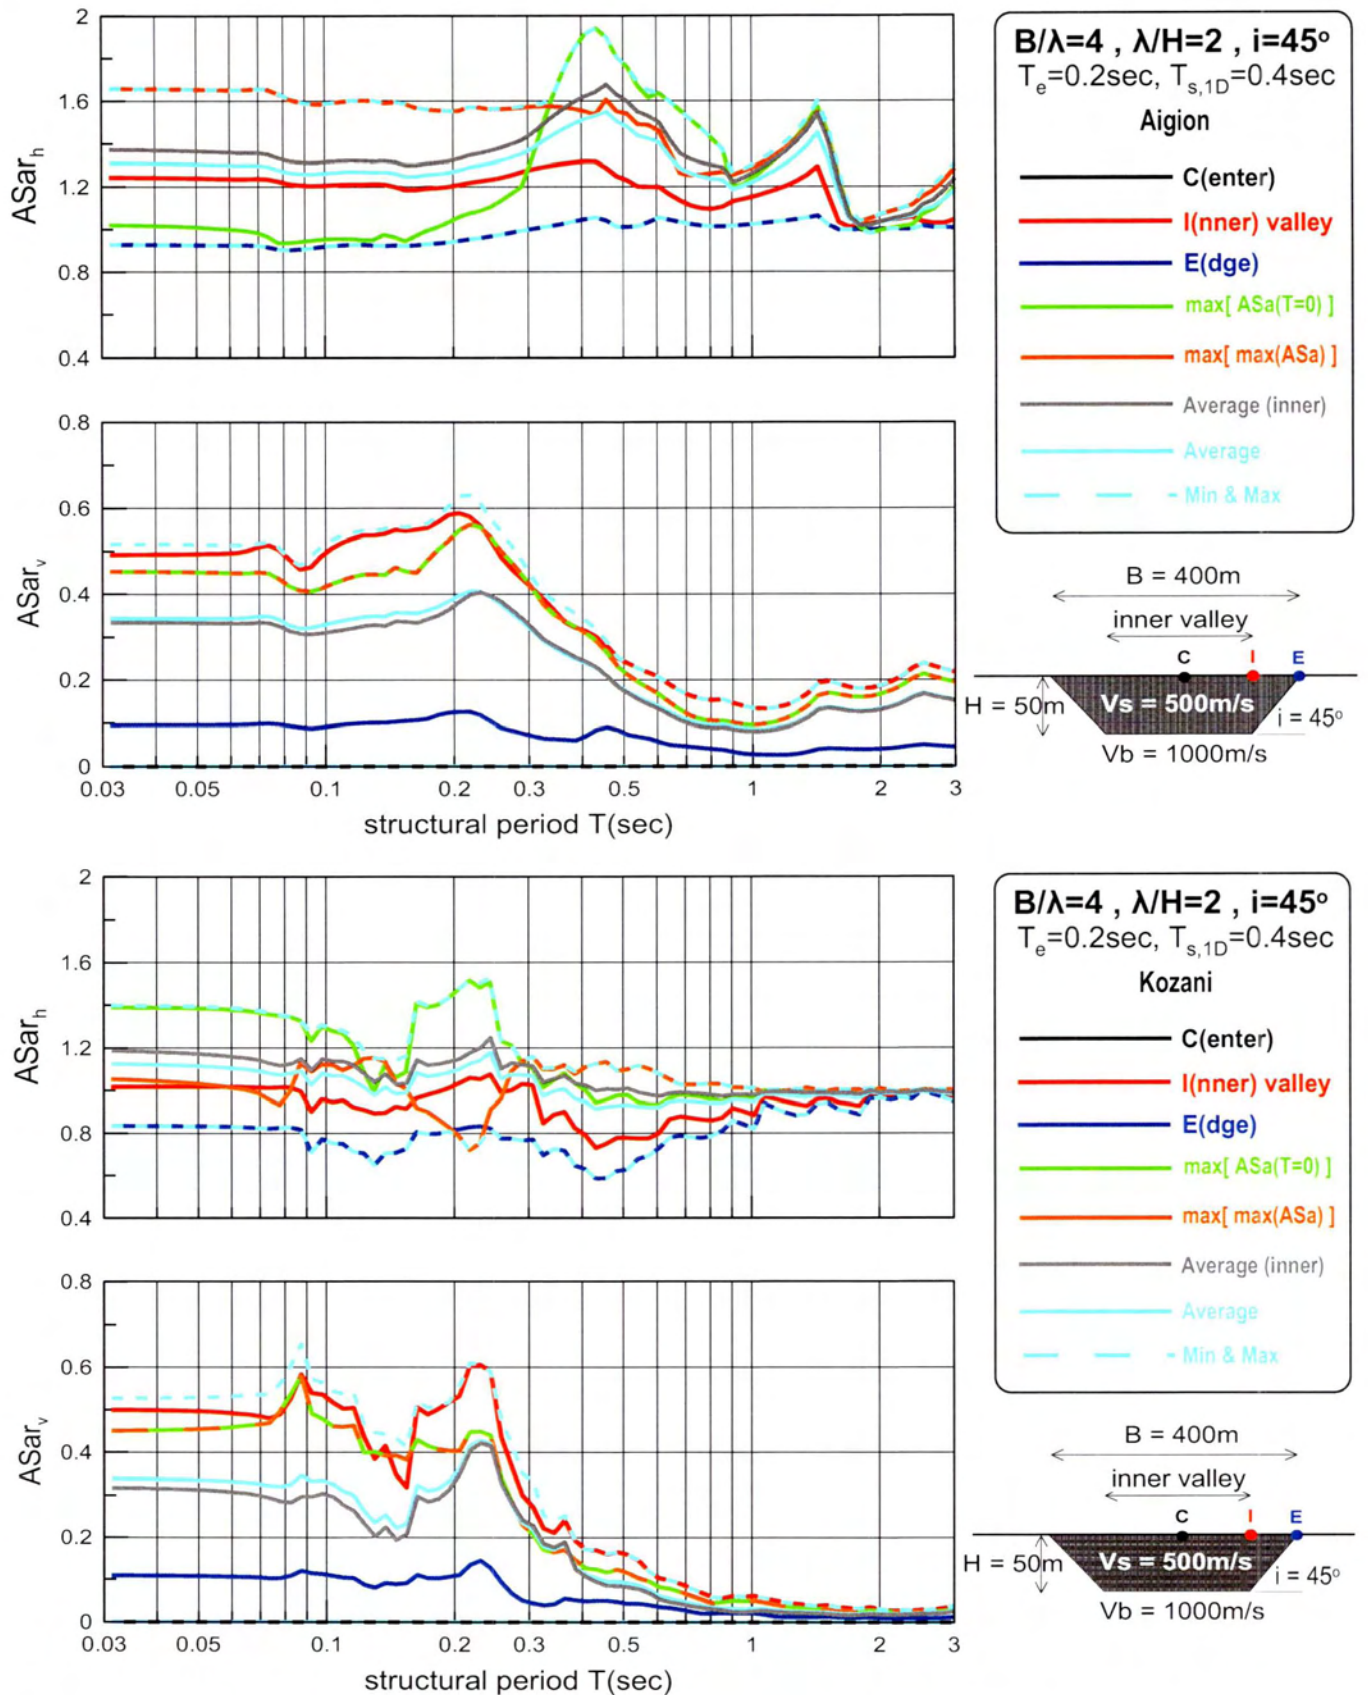 2
1.6
1.2
0.8
0.4
ASar_h
B/λ=4 , λ/H=2 , i=45°
T_e=0.2sec, T_s,1D=0.4sec
Aigion
C(enter)
I(nner) valley
E(dge)
max[ ASa(T=0) ]
max[ max(ASa) ]
Average (inner)
Average
Min & Max
0.8
0.6
0.4
0.2
0
ASar_v
0.03 0.05 0.1 0.2 0.3 0.5 1 2 3
structural period T(sec)
B = 400m
inner valley
C I E
H = 50m
Vs = 500m/s
i = 45°
Vb = 1000m/s
2
1.6
1.2
0.8
0.4
ASar_h
B/λ=4 , λ/H=2 , i=45°
T_e=0.2sec, T_s,1D=0.4sec
Kozani
C(enter)
I(nner) valley
E(dge)
max[ ASa(T=0) ]
max[ max(ASa) ]
Average (inner)
Average
Min & Max
0.8
0.6
0.4
0.2
0
ASar_v
0.03 0.05 0.1 0.2 0.3 0.5 1 2 3
structural period T(sec)
B = 400m
inner valley
C I E
H = 50m
Vs = 500m/s
i = 45°
Vb = 1000m/s